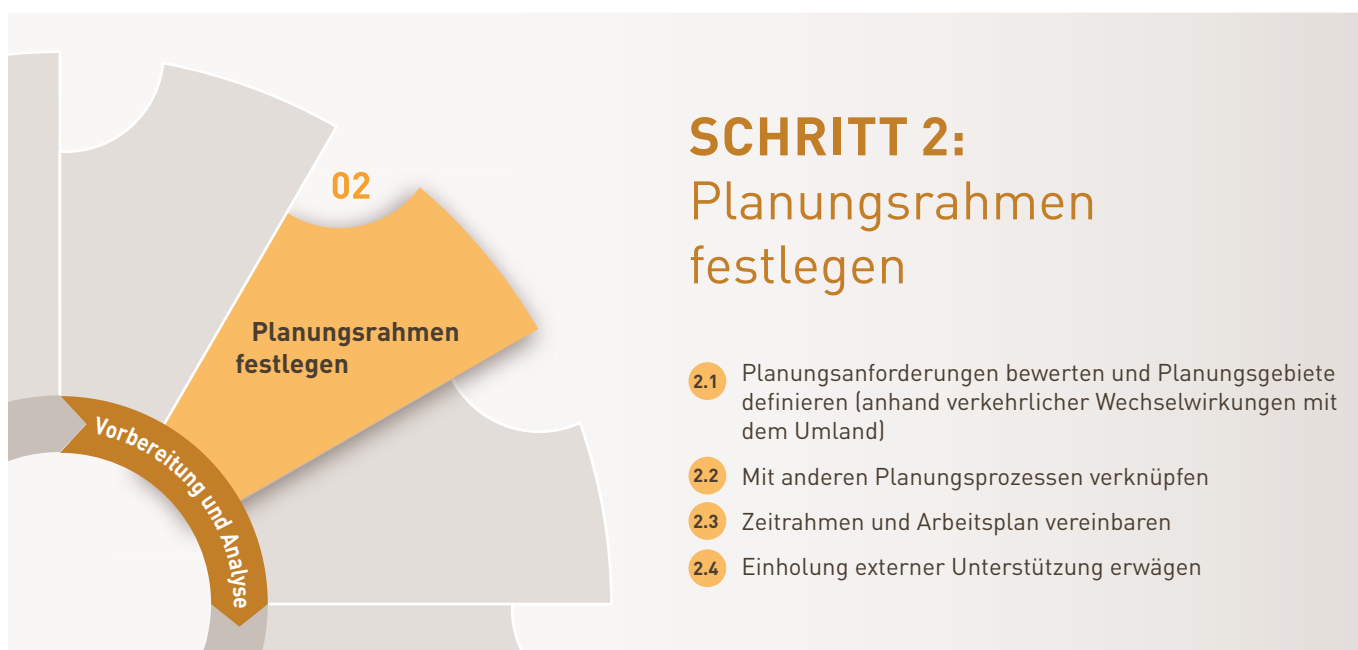 02
Planungsrahmen
festlegen
Vorbereitung und Analyse
SCHRITT 2:
Planungsrahmen
festlegen
2.1 Planungsanforderungen bewerten und Planungsgebiete
definieren (anhand verkehrlicher Wechselwirkungen mit
dem Umland)
2.2 Mit anderen Planungsprozessen verknüpfen
2.3 Zeitrahmen und Arbeitsplan vereinbaren
2.4 Einholung externer Unterstützung erwägen